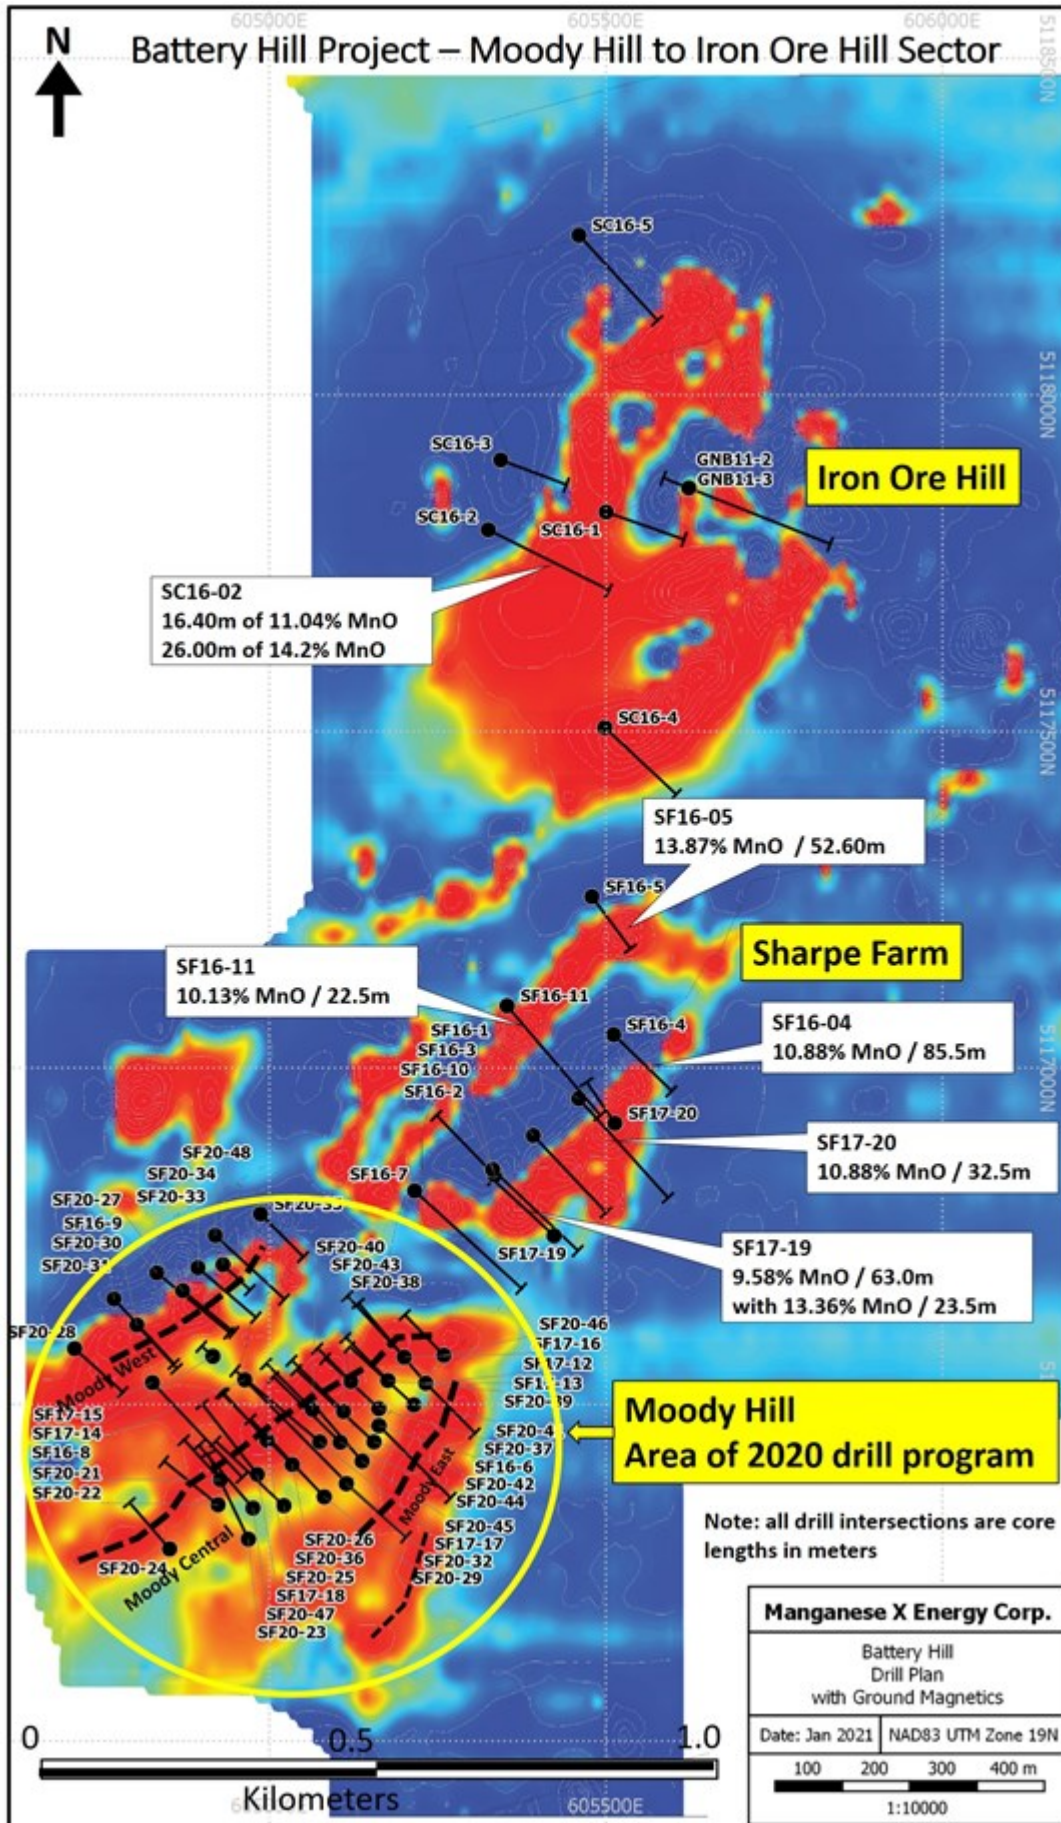 605000E 605500E 606000E
N
Battery Hill Project – Moody Hill to Iron Ore Hill Sector
5118500N
SC16-5
5118000N
SC16-3
GNB11-2
GNB11-3
Iron Ore Hill
SC16-2
SC16-1
SC16-02
16.40m of 11.04% MnO
26.00m of 14.2% MnO
SC16-4
5117500N
SF16-05
13.87% MnO / 52.60m
SF16-5
Sharpe Farm
SF16-11
10.13% MnO / 22.5m
SF16-11
SF16-1
SF16-3
SF16-10
SF16-2
SF16-4
SF16-04
10.88% MnO / 85.5m
5117000N
SF17-20
SF17-20
10.88% MnO / 32.5m
SF20-48
SF20-34
SF20-33
SF20-27
SF16-9
SF20-30
SF16-7
SF17-19
SF17-19
9.58% MnO / 63.0m
with 13.36% MnO / 23.5m
SF20-40
SF20-43
SF20-38
SF20-28
Moody West
SF20-46
SF17-16
SF17-12
SF20-39
SF17-15
SF17-14
SF16-8
SF20-21
SF20-22
Moody Hill
Area of 2020 drill program
SF20-37
SF16-6
SF20-42
SF20-44
Moody East
SF20-45
SF17-17
SF20-32
SF20-29
SF20-24
Moody Central
SF20-26
SF20-36
SF20-25
SF17-18
SF20-47
SF20-23
Note: all drill intersections are core
lengths in meters
Manganese X Energy Corp.
Battery Hill
Drill Plan
with Ground Magnetics
Date: Jan 2021 NAD83 UTM Zone 19N
100 200 300 400 m
1:10000
0 0.5 1.0
Kilometers
605500E